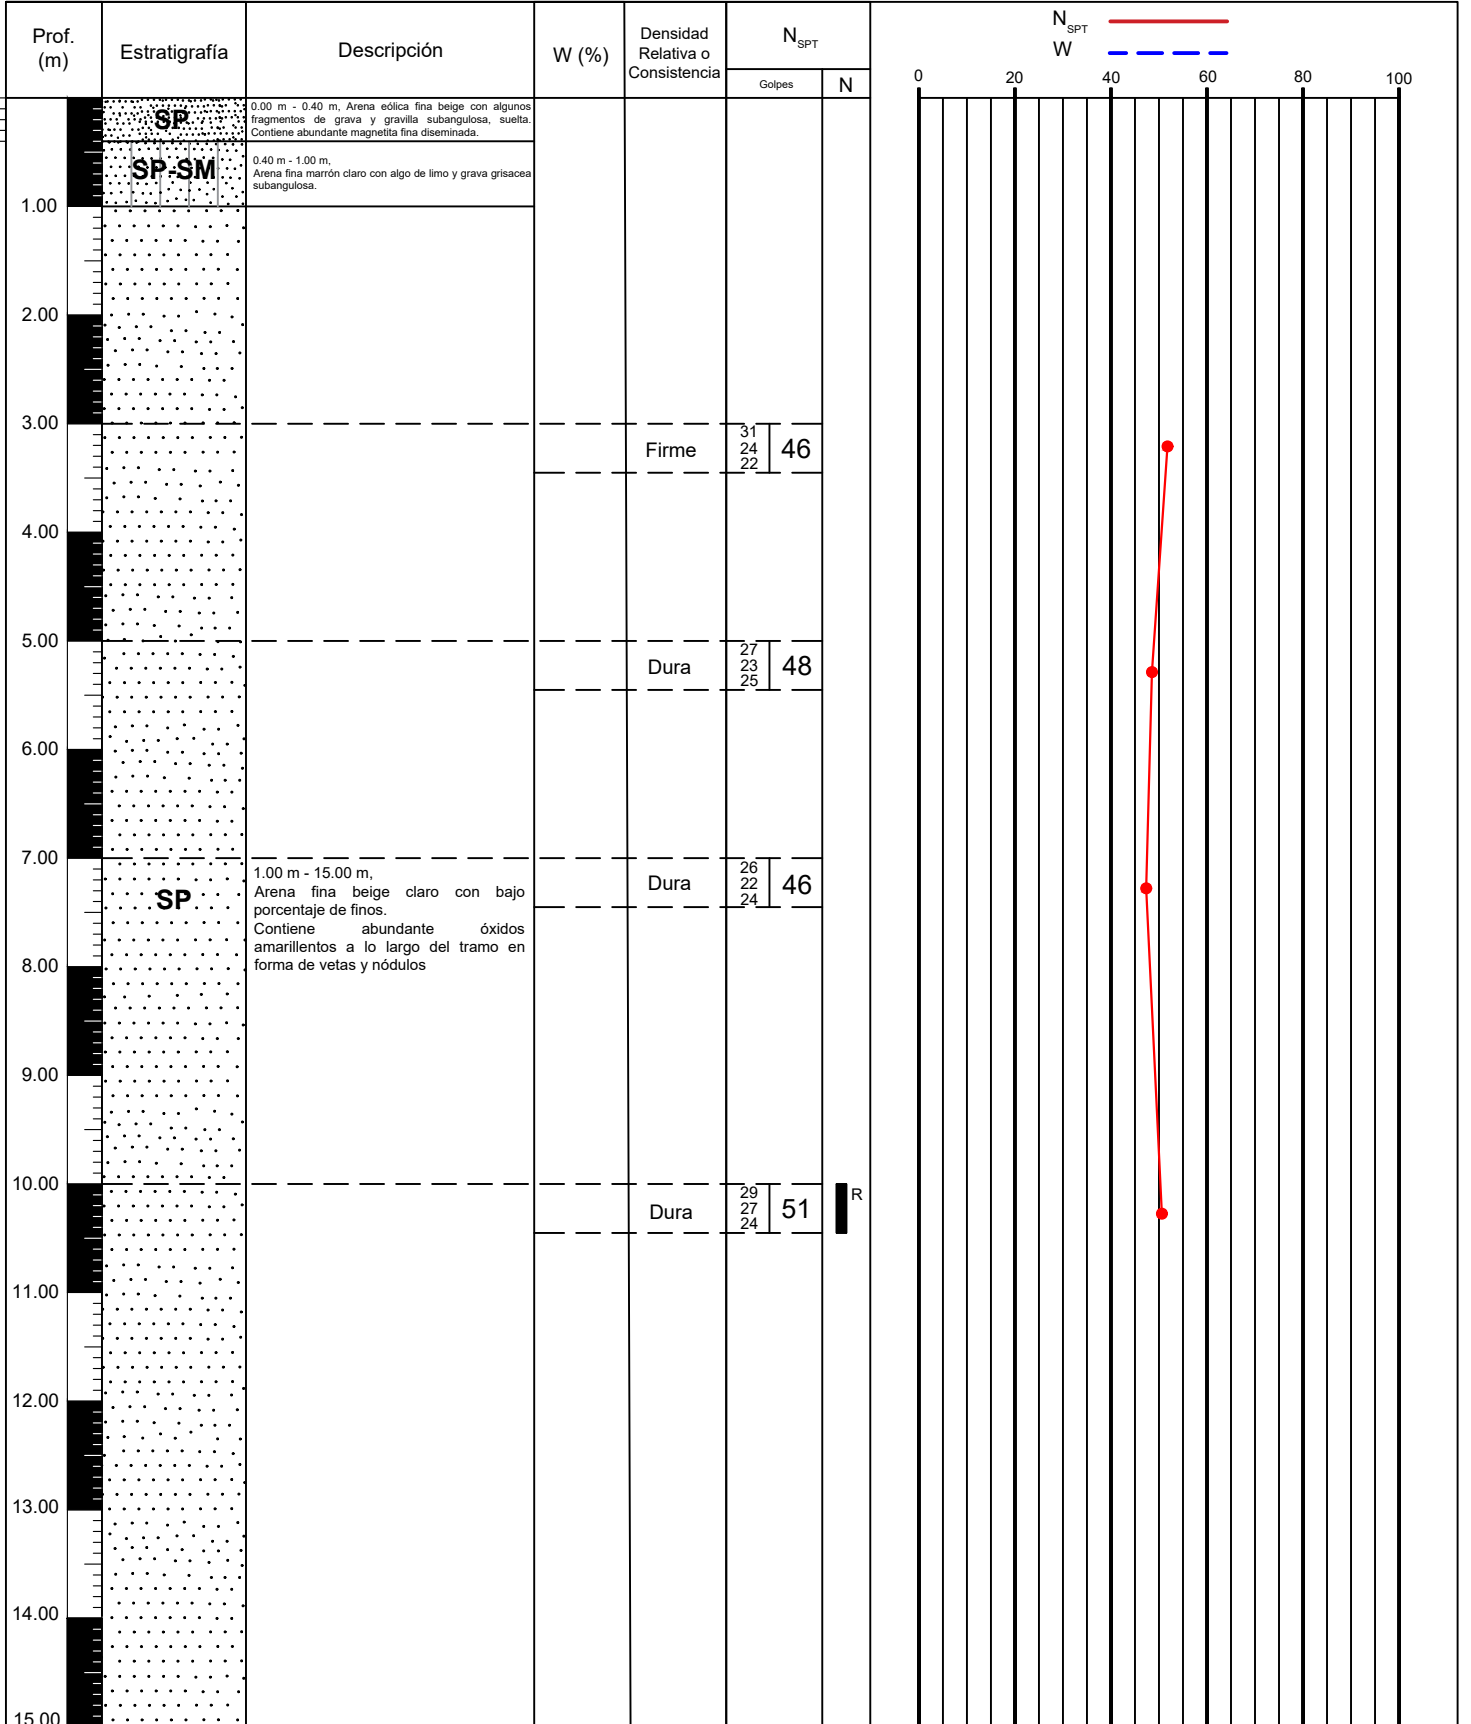 Prof.
(m)
Estratigrafía
Descripción
W (%)
Densidad
Relativa o
Consistencia
N SPT
Golpes
N
N SPT
W
0 20 40 60 80 100
SP
0.00 m - 0.40 m, Arena eólica fina beige con algunos
fragmentos de grava y gravilla subangulosa, suelta.
Contiene abundante magnetita fina diseminada.
SP-SM
0.40 m - 1.00 m,
Arena fina marrón claro con algo de limo y grava grisacea
subangulosa.
1.00
2.00
3.00
Firme
31
24
22
46
4.00
5.00
Dura
27
23
25
48
6.00
7.00
SP
1.00 m - 15.00 m,
Arena fina beige claro con bajo
porcentaje de finos.
Contiene abundante óxidos
amarillentos a lo largo del tramo en
forma de vetas y nódulos
Dura
26
22
24
46
8.00
9.00
10.00
Dura
29
27
24
51
R
11.00
12.00
13.00
14.00
15.00